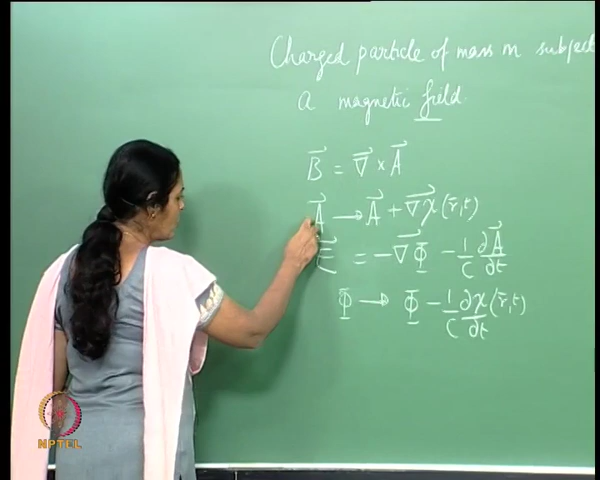 Charged particle of mass m subject
a magnetic field.
B⃗ = ∇⃗ × A⃗
A⃗ → A⃗ + ∇⃗χ(r̄,t)
E⃗ = −∇⃗Φ − 1/c ∂A⃗/∂t
Φ → Φ − 1/c ∂χ/∂t (r̄,t)
NPTEL